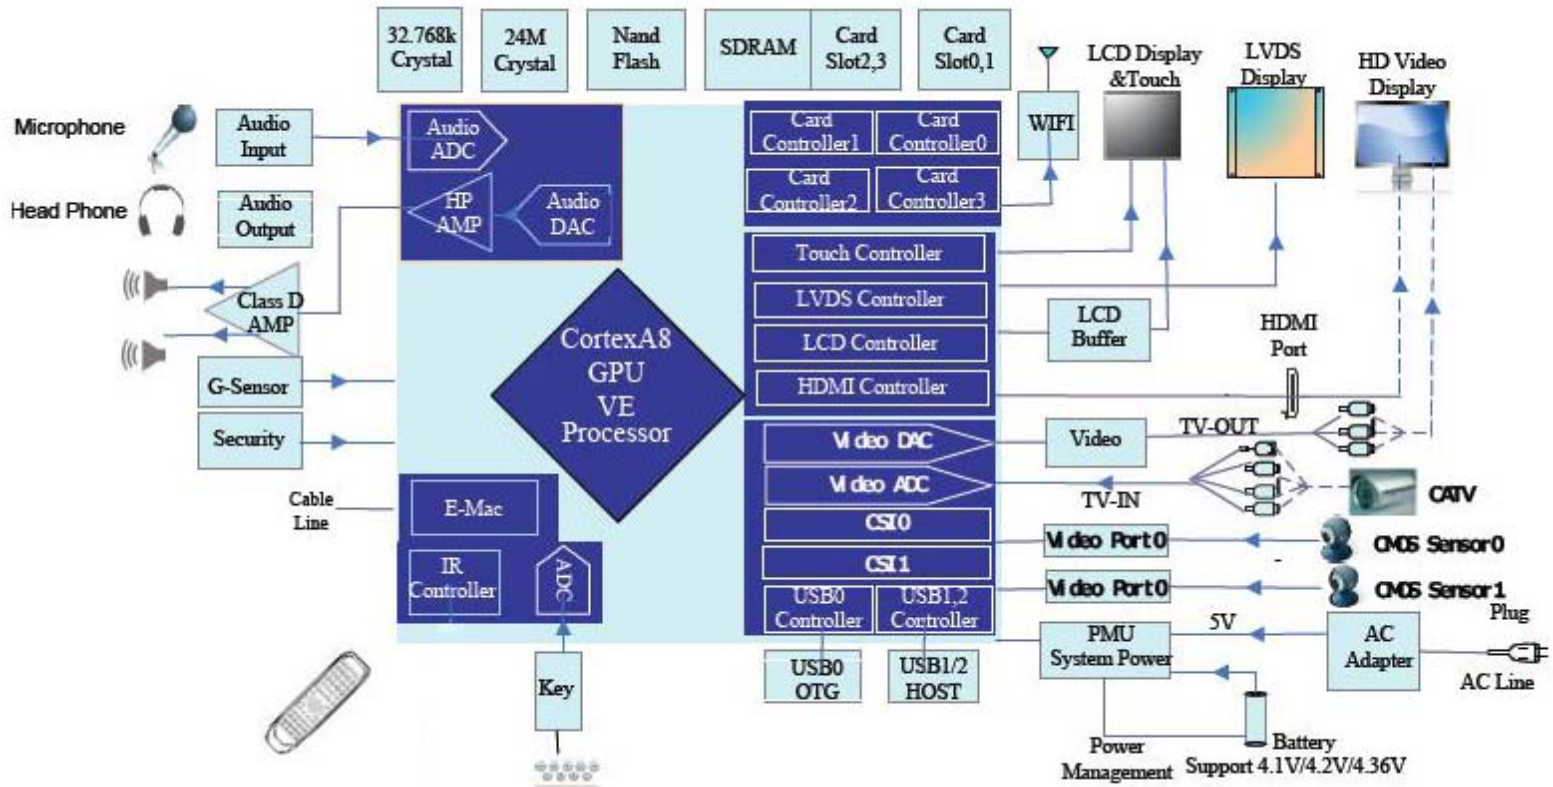 32.768k
Crystal
24M
Crystal
Nand
Flash
SDRAM
Card
Slot2,3
Card
Slot0,1
LCD Display
&Touch
LVDS
Display
HD Video
Display
Microphone
Audio
Input
Audio
ADC
Card
Controller1
Card
Controller0
WIFI
Head Phone
Audio
Output
HP
AMP
Audio
DAC
Card
Controller2
Card
Controller3
Class D
AMP
Touch Controller
LVDS Controller
LCD Controller
HDMI Controller
LCD
Buffer
HDMI
Port
G-Sensor
Security
CortexA8
GPU
VE
Processor
Video DAC
Video
TV-OUT
Video ADC
TV-IN
CATV
Cable
Line
E-Mac
CSI0
CSI1
Video Port0
CMOS Sensor0
Video Port0
CMOS Sensor1
IR
Controller
ADC
USB0
Controller
USB1,2
Controller
PMU
System Power
5V
AC
Adapter
Plug
AC Line
Key
USB0
OTG
USB1/2
HOST
Power
Management
Battery
Support 4.1V/4.2V/4.36V